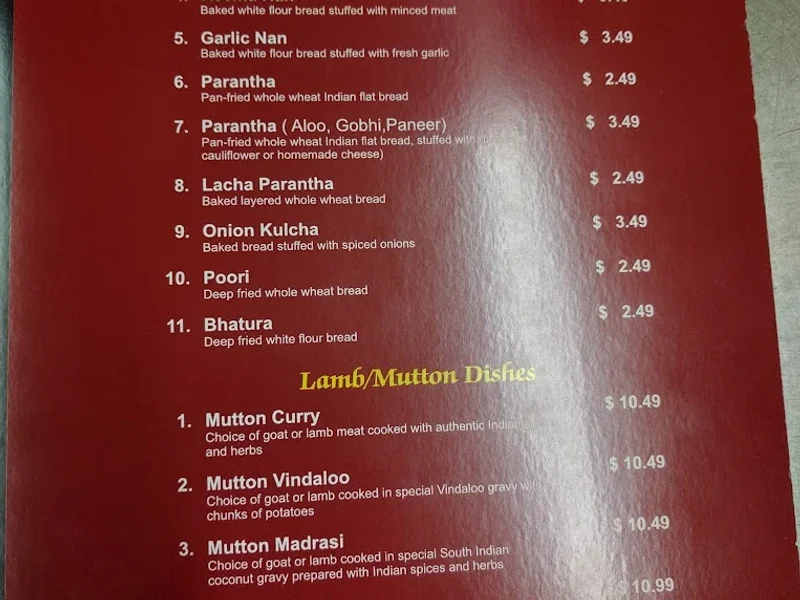 Baked white flour bread stuffed with minced meat
5. Garlic Nan $ 3.49
Baked white flour bread stuffed with fresh garlic
6. Parantha $ 2.49
Pan-fried whole wheat Indian flat bread
7. Parantha ( Aloo, Gobhi,Paneer) $ 3.49
Pan-fried whole wheat Indian flat bread, stuffed with
cauliflower or homemade cheese)
8. Lacha Parantha $ 2.49
Baked layered whole wheat bread
9. Onion Kulcha $ 3.49
Baked bread stuffed with spiced onions
10. Poori $ 2.49
Deep fried whole wheat bread
11. Bhatura $ 2.49
Deep fried white flour bread
Lamb/Mutton Dishes
1. Mutton Curry $ 10.49
Choice of goat or lamb meat cooked with authentic Indian
and herbs
2. Mutton Vindaloo $ 10.49
Choice of goat or lamb cooked in special Vindaloo gravy
chunks of potatoes
3. Mutton Madrasi $ 10.49
Choice of goat or lamb cooked in special South Indian
coconut gravy prepared with Indian spices and herbs
$ 10.99